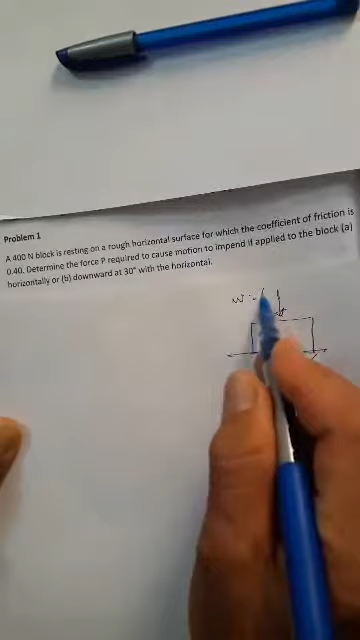 Problem 1
A 400 N block is resting on a rough horizontal surface for which the coefficient of friction is
0.40. Determine the force P required to cause motion to impend if applied to the block (a)
horizontally or (b) downward at 30° with the horizontal.
W